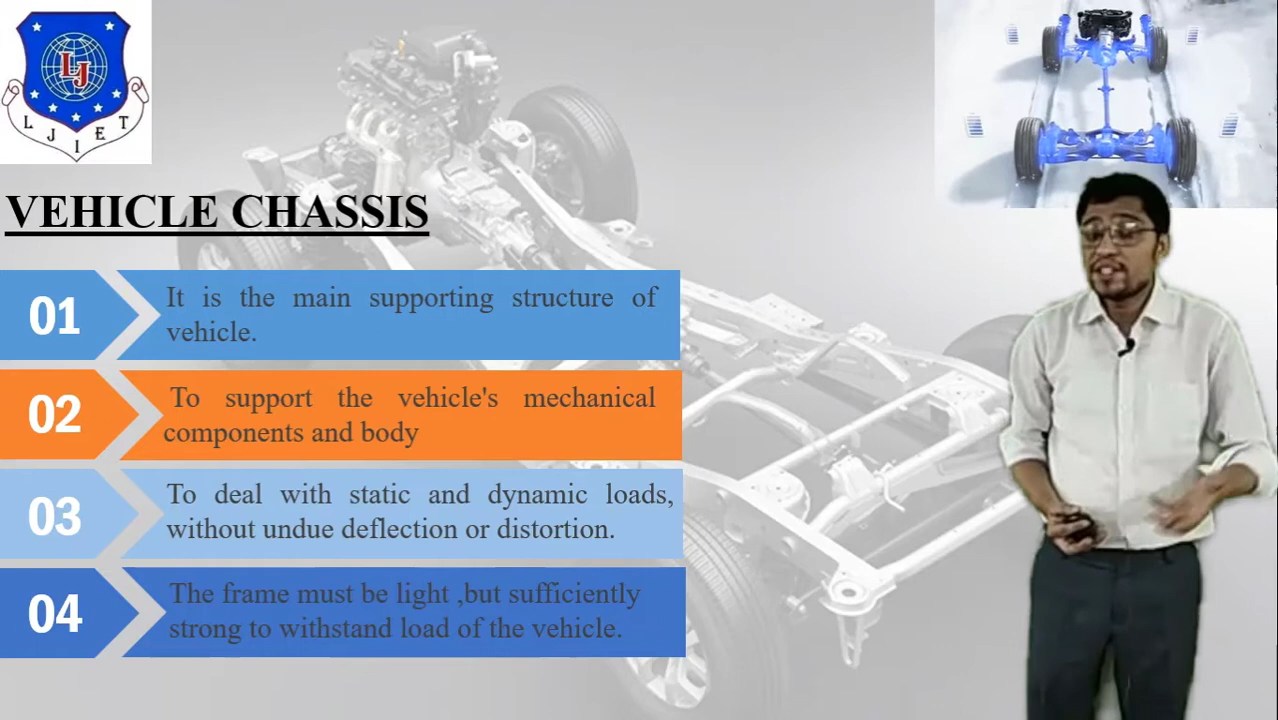 LJ
LJIET
VEHICLE CHASSIS
01
It is the main supporting structure of
vehicle.
02
To support the vehicle's mechanical
components and body
03
To deal with static and dynamic loads,
without undue deflection or distortion.
04
The frame must be light ,but sufficiently
strong to withstand load of the vehicle.